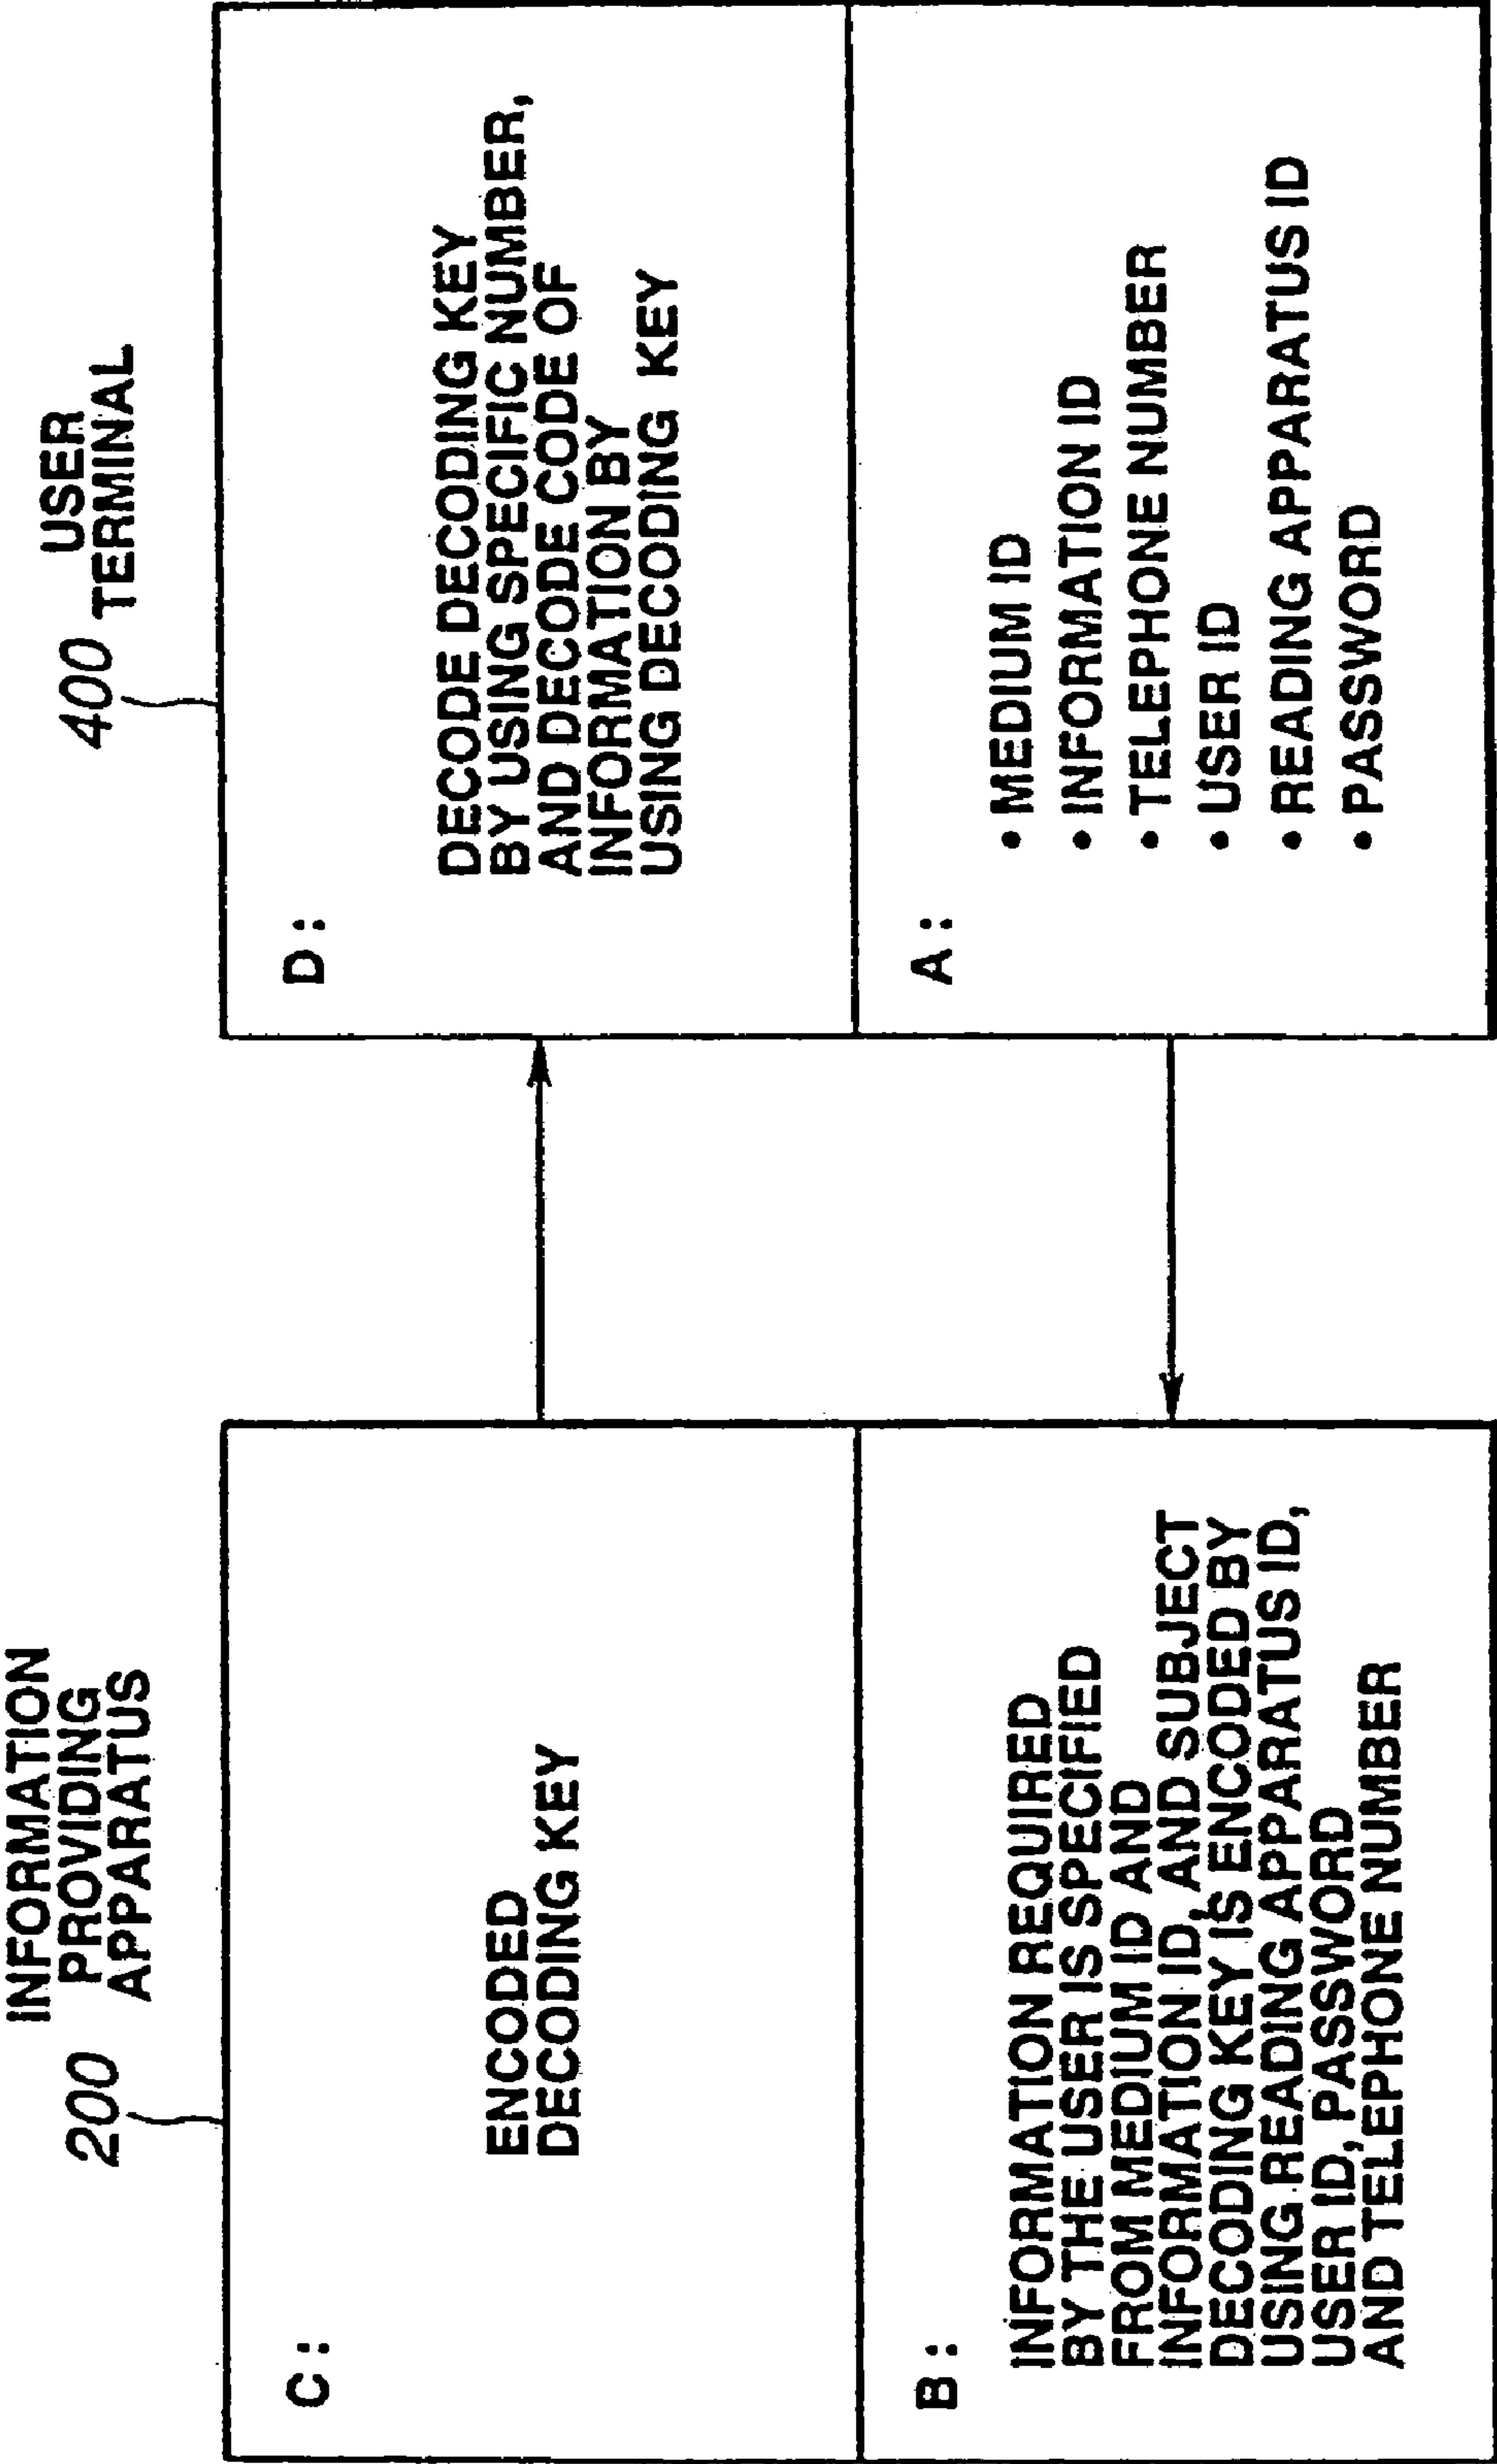 INFORMATION
PROVIDING
200 APPARATUS
C:
ENCODED
DECODING KEY
B:
INFORMATION REQUIRED
BY THE USER IS SPECIFIED
FROM MEDIUM ID AND
INFORMATION ID, AND SUBJECT
DECODING KEY IS ENCODED BY
USING READING APPARATUS ID,
USER ID, PASSWORD
AND TELEPHONE NUMBER
USER
400 TERMINAL
D:
DECODE DECODING KEY
BY USING SPECIFIC NUMBER,
AND DECODE CODE OF
INFORMATION BY
USING DECODING KEY
A:
• MEDIUM ID
• INFORMATION ID
• TELEPHONE NUMBER
• USER ID
• READING APPARATUS ID
• PASSWORD